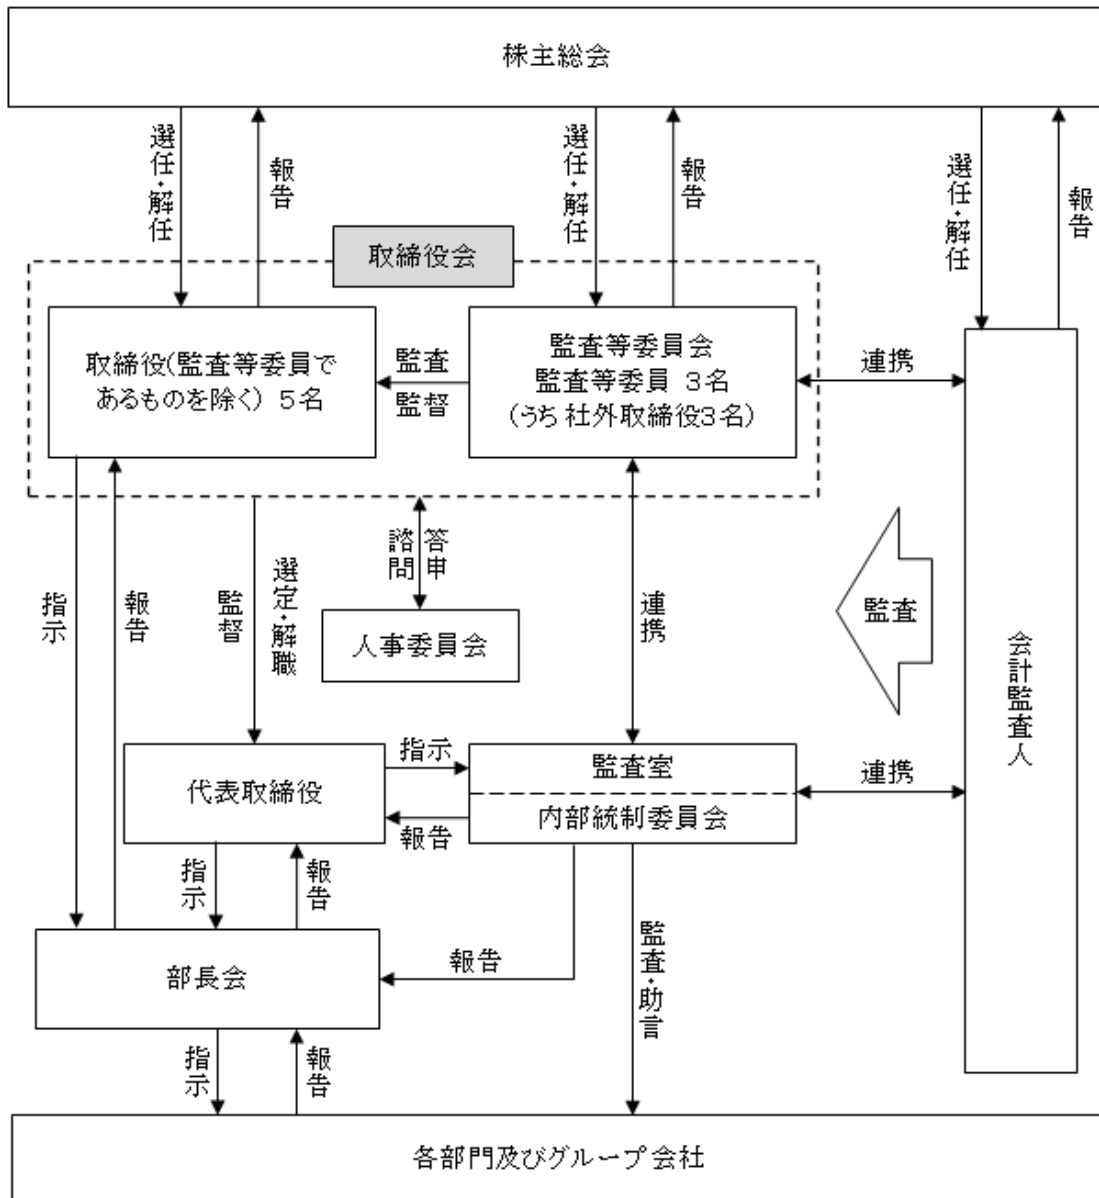 株主総会
選任・解任
報告
選任・解任
報告
選任・解任
報告
取締役会
取締役(監査等委員で
あるものを除く) 5名
監査
監督
監査等委員会
監査等委員 3名
(うち社外取締役3名)
連携
指示
報告
監督
選定・解職
諮問
答申
人事委員会
連携
監査
会計監査人
代表取締役
指示
報告
監査室
内部統制委員会
連携
指示
報告
部長会
報告
監査・助言
指示
報告
各部門及びグループ会社